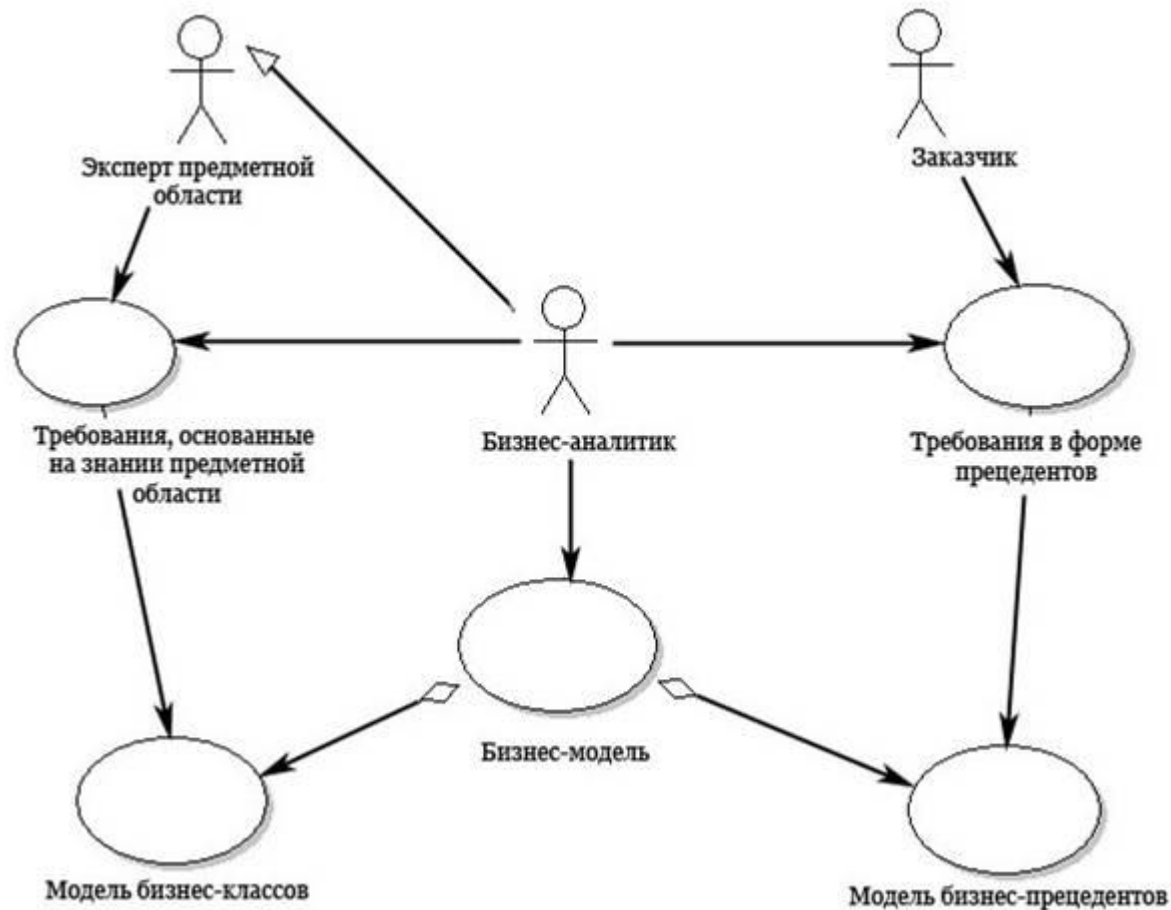 Эксперт предметной
области
Заказчик
Бизнес-аналитик
Требования, основанные
на знании предметной
области
Требования в форме
прецедентов
Бизнес-модель
Модель бизнес-классов
Модель бизнес-прецедентов